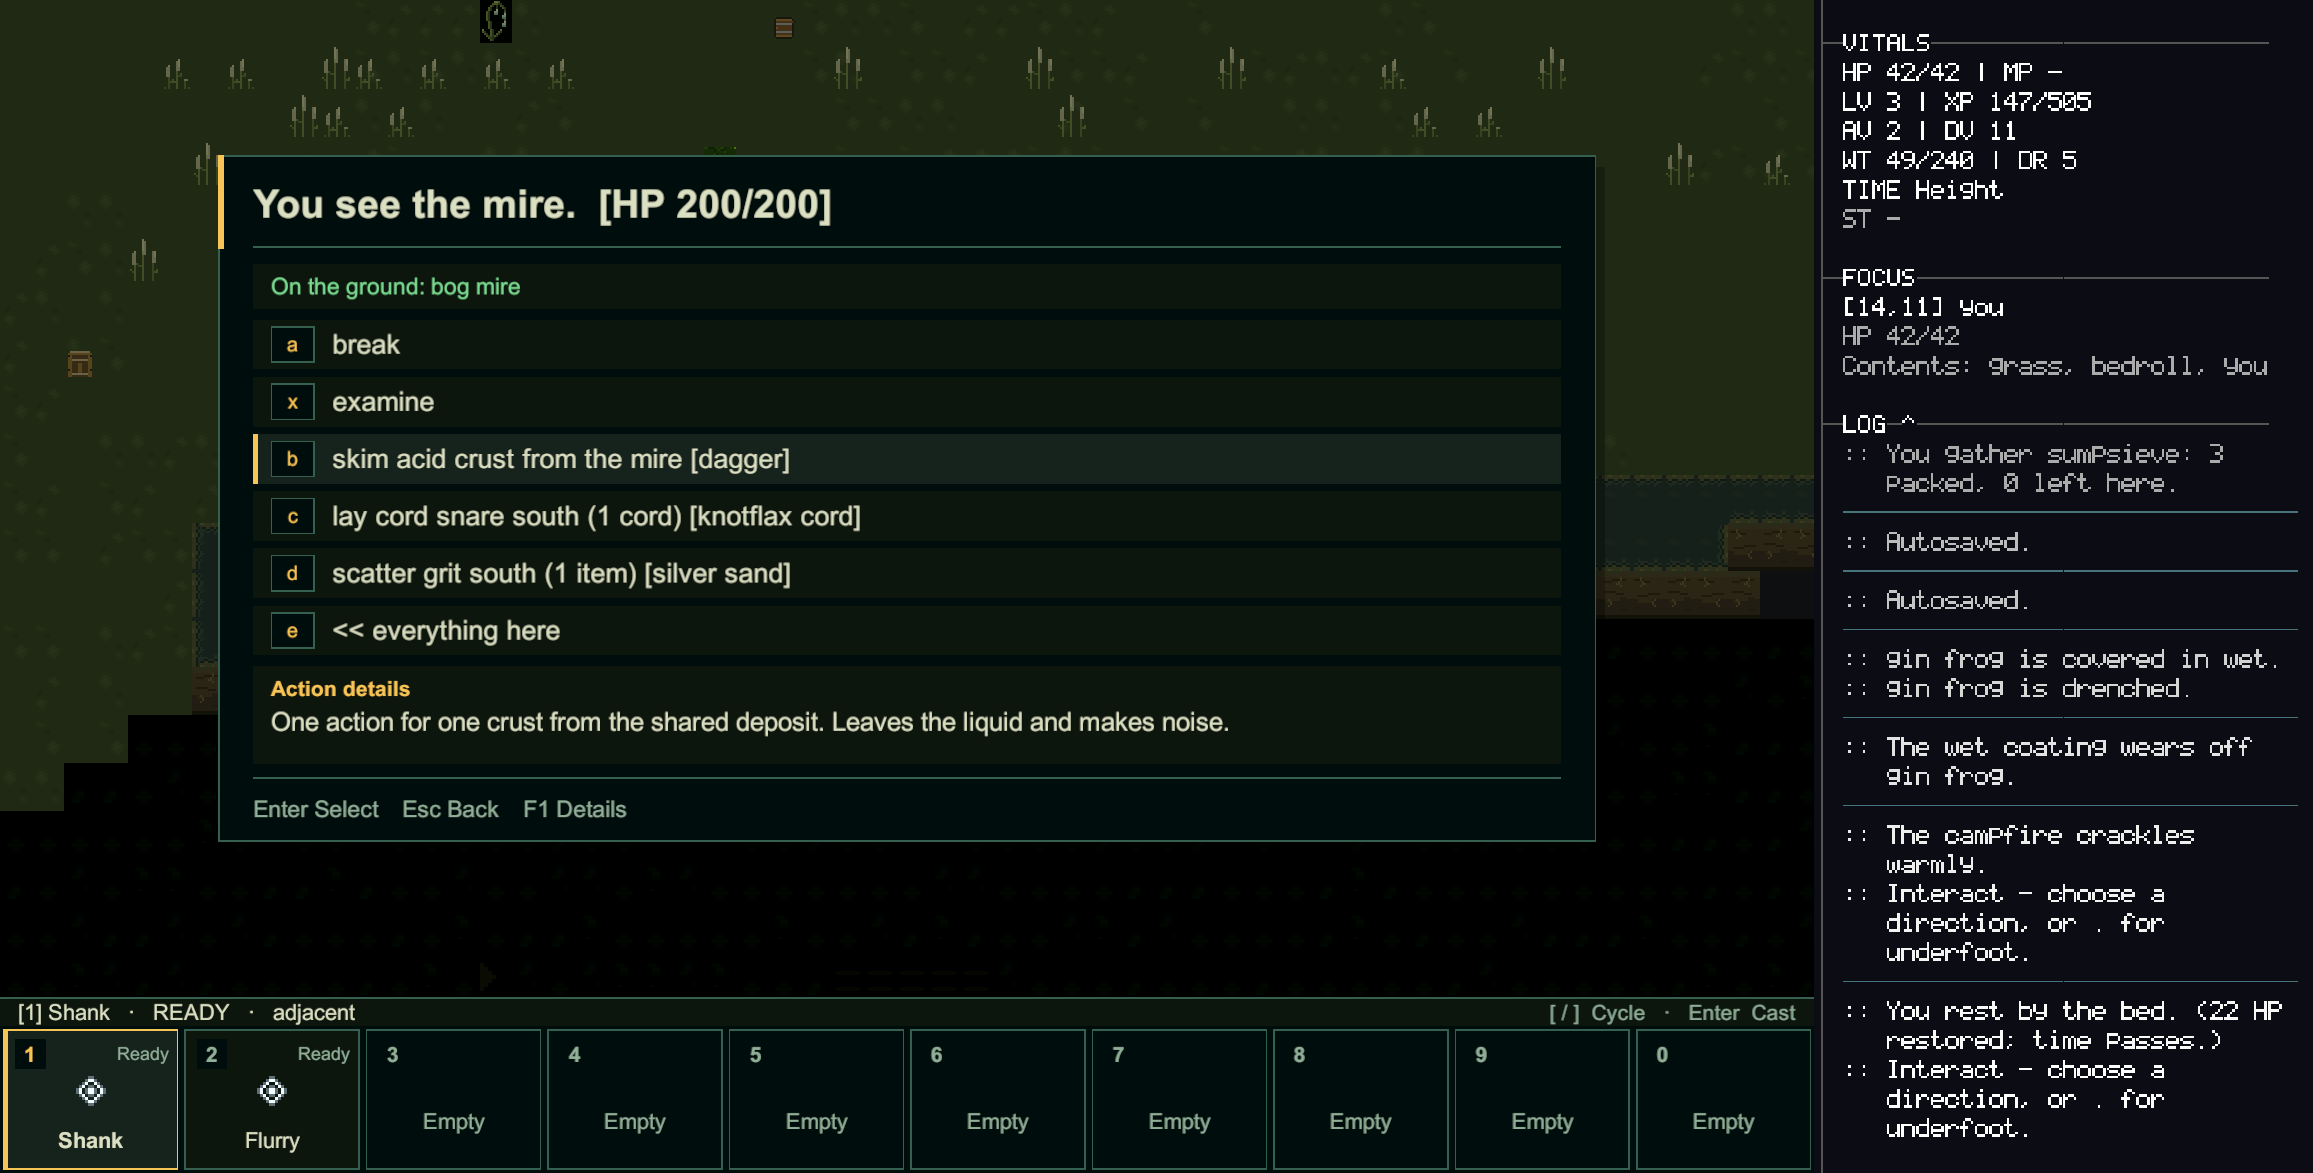 You see the mire. [HP 200/200]
On the ground: bog mire
a break
x examine
b skim acid crust from the mire [dagger]
c lay cord snare south (1 cord) [knotflax cord]
d scatter grit south (1 item) [silver sand]
e << everything here
Action details
One action for one crust from the shared deposit. Leaves the liquid and makes noise.
Enter Select Esc Back F1 Details
[1] Shank · READY · adjacent
[ / ] Cycle · Enter Cast
1 Ready
Shank
2 Ready
Flurry
3
Empty
4
Empty
5
Empty
6
Empty
7
Empty
8
Empty
9
Empty
0
Empty
VITALS
HP 42/42 | MP -
LV 3 | XP 147/505
AV 2 | DV 11
WT 49/240 | DR 5
TIME Height
ST -
FOCUS
[14,11] you
HP 42/42
Contents: grass, bedroll, you
LOG ^
:: You gather sumpsieve: 3
packed, 0 left here.
:: Autosaved.
:: Autosaved.
:: gin frog is covered in wet.
:: gin frog is drenched.
:: The wet coating wears off
gin frog.
:: The campfire crackles
warmly.
:: Interact - choose a
direction, or . for
underfoot.
:: You rest by the bed. (22 HP
restored; time passes.)
:: Interact - choose a
direction, or . for
underfoot.